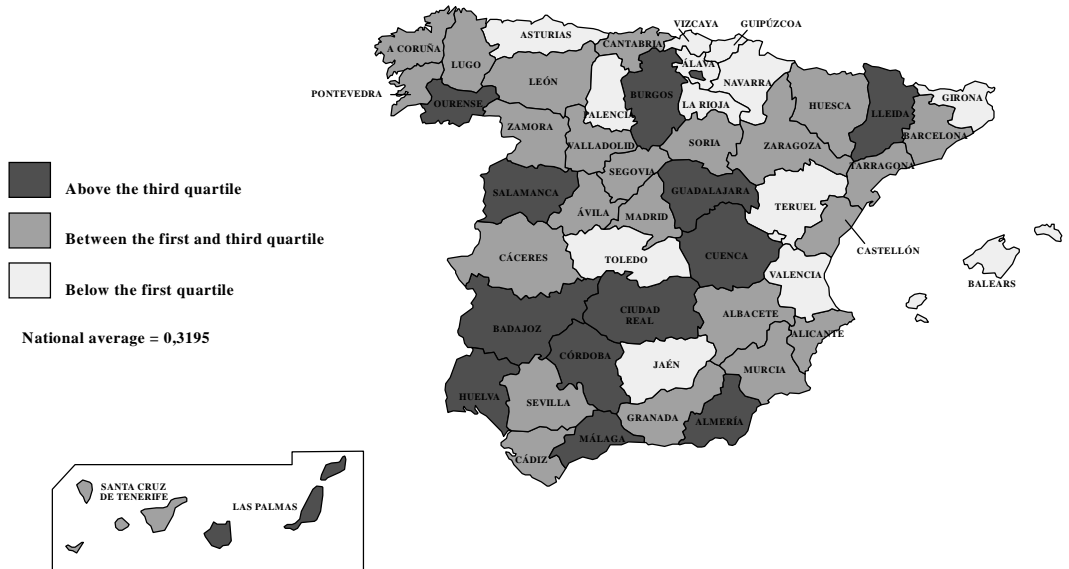 VIZCAYA
GUIPÚZCOA
ASTURIAS
CANTABRIA
A CORUÑA
LUGO
ÁLAVA
LEÓN
NAVARRA
PONTEVEDRA
OURENSE
PALENCIA
BURGOS
LA RIOJA
HUESCA
LLEIDA
GIRONA
BARCELONA
ZAMORA
VALLADOLID
SORIA
ZARAGOZA
TARRAGONA
SEGOVIA
SALAMANCA
GUADALAJARA
ÁVILA
MADRID
TERUEL
CASTELLÓN
CÁCERES
TOLEDO
CUENCA
VALENCIA
BALEARS
BADAJOZ
CIUDAD
REAL
ALBACETE
ALICANTE
CÓRDOBA
JAÉN
MURCIA
HUELVA
SEVILLA
GRANADA
ALMERÍA
MÁLAGA
CÁDIZ
Above the third quartile
Between the first and third quartile
Below the first quartile
National average = 0,3195
SANTA CRUZ
DE TENERIFE
LAS PALMAS